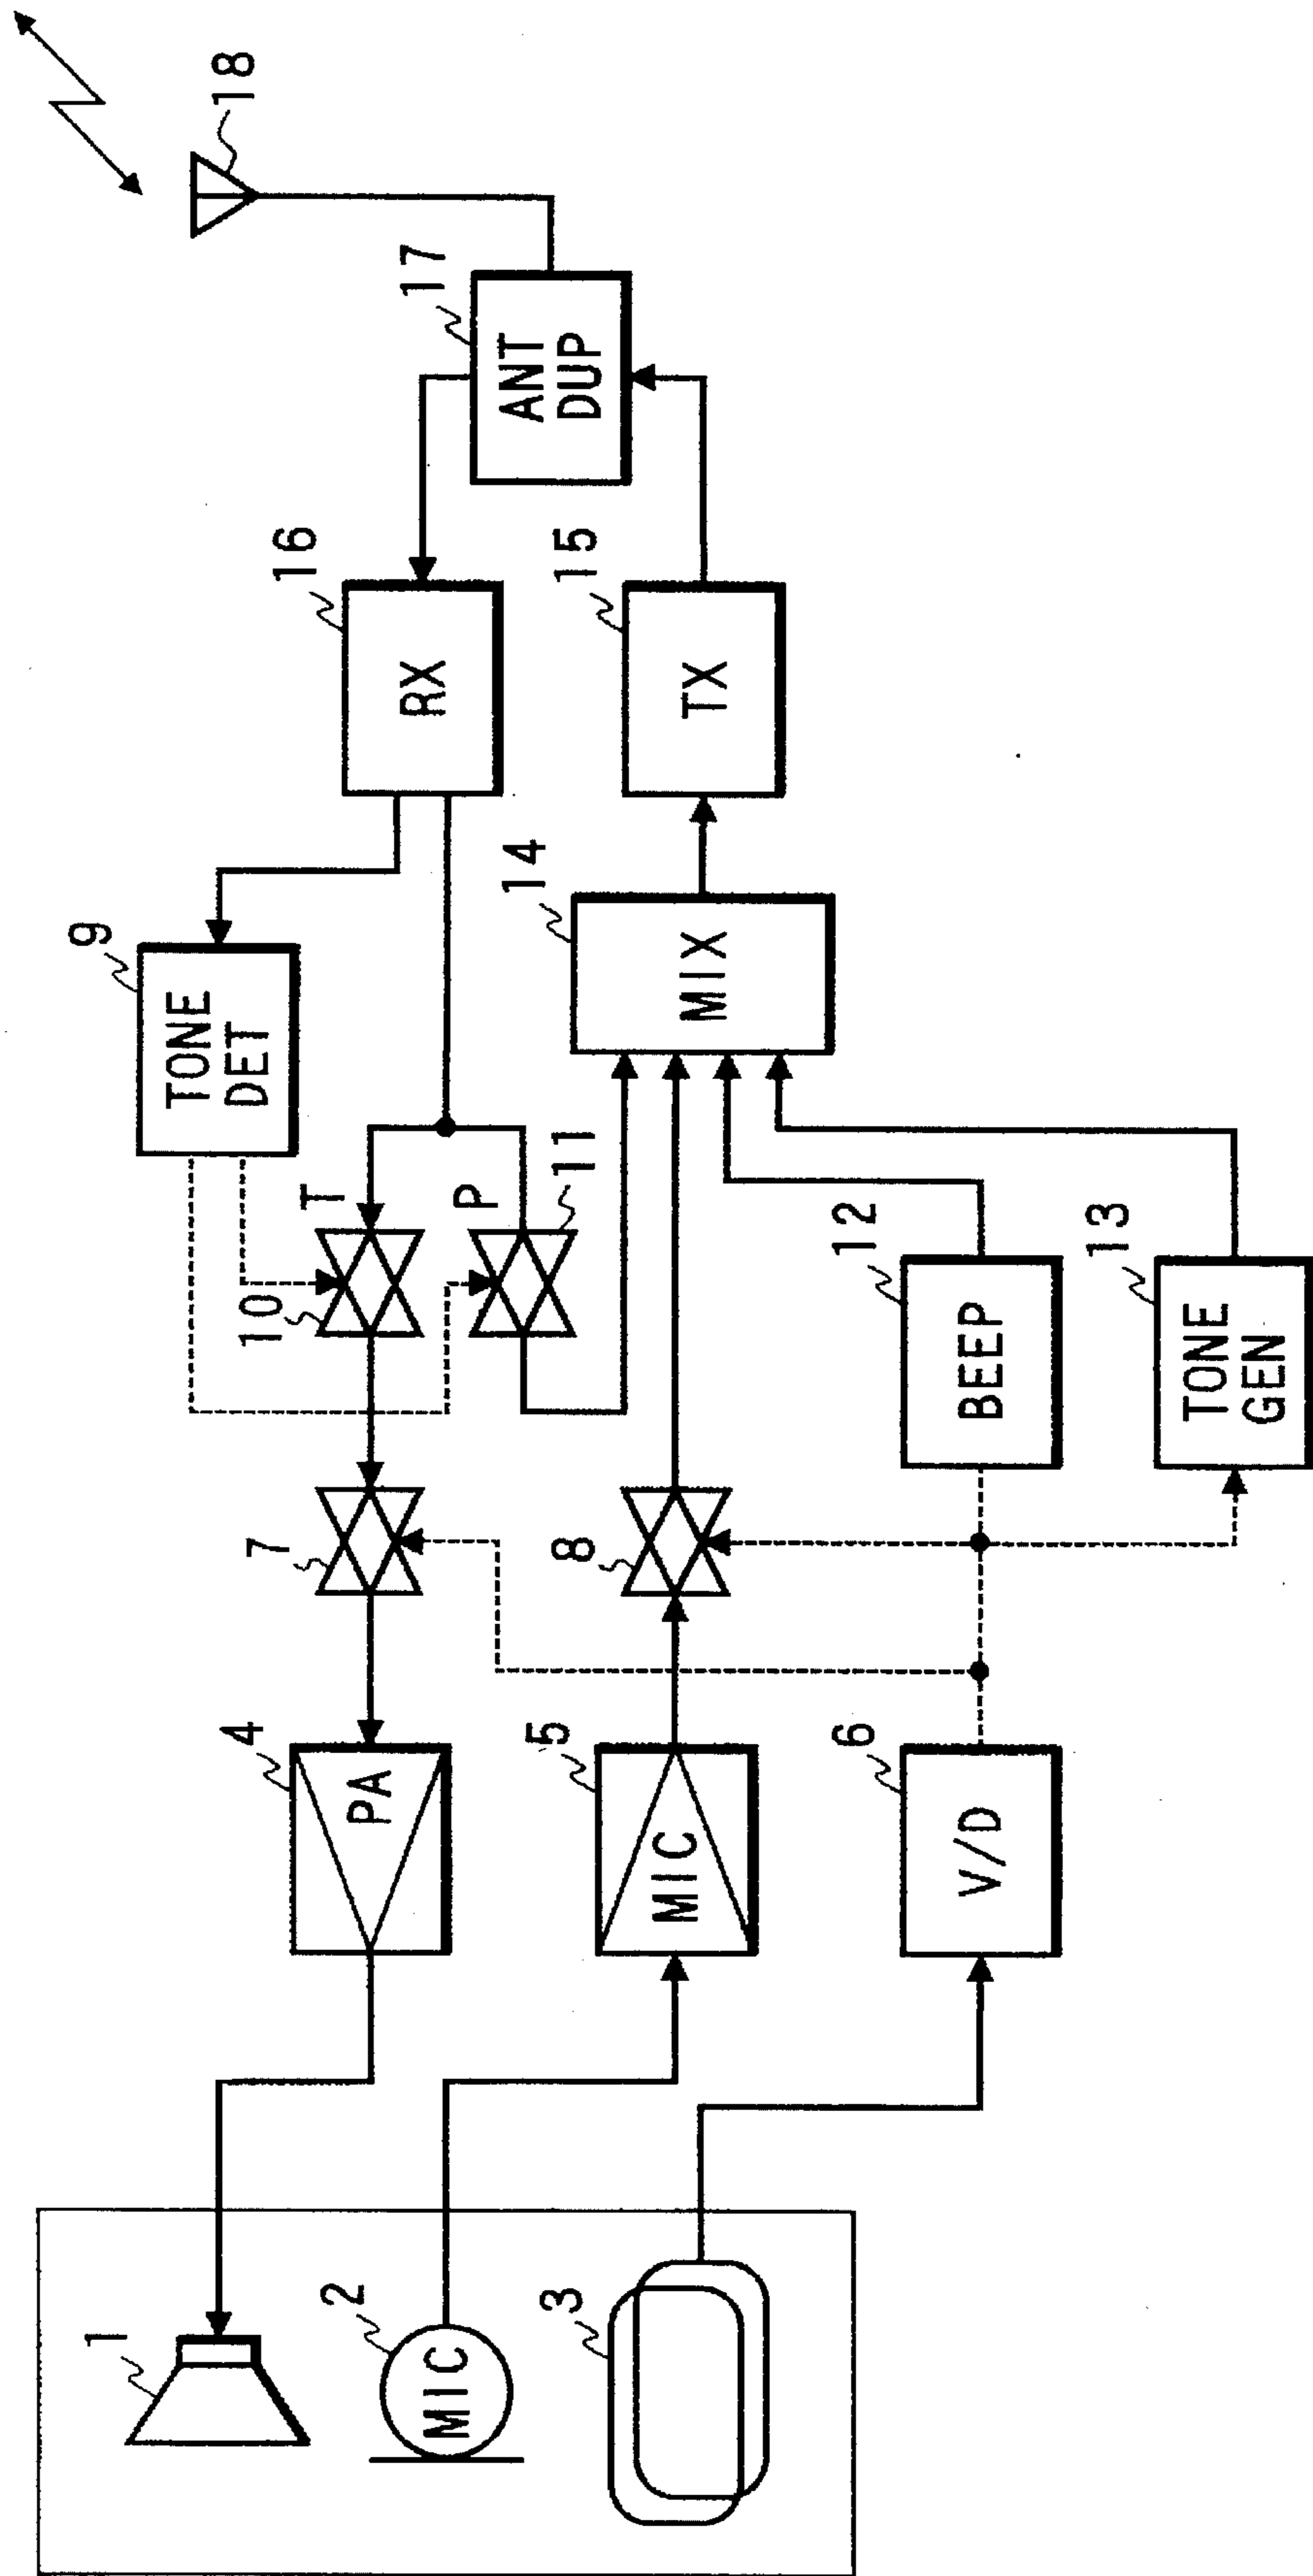 1
2
MIC
3
4
PA
5
MIC
6
V/D
7
8
9
TONE
DET
10
T
P
11
12
BEEP
13
TONE
GEN
14
MIX
15
TX
16
RX
17
ANT
DUP
18